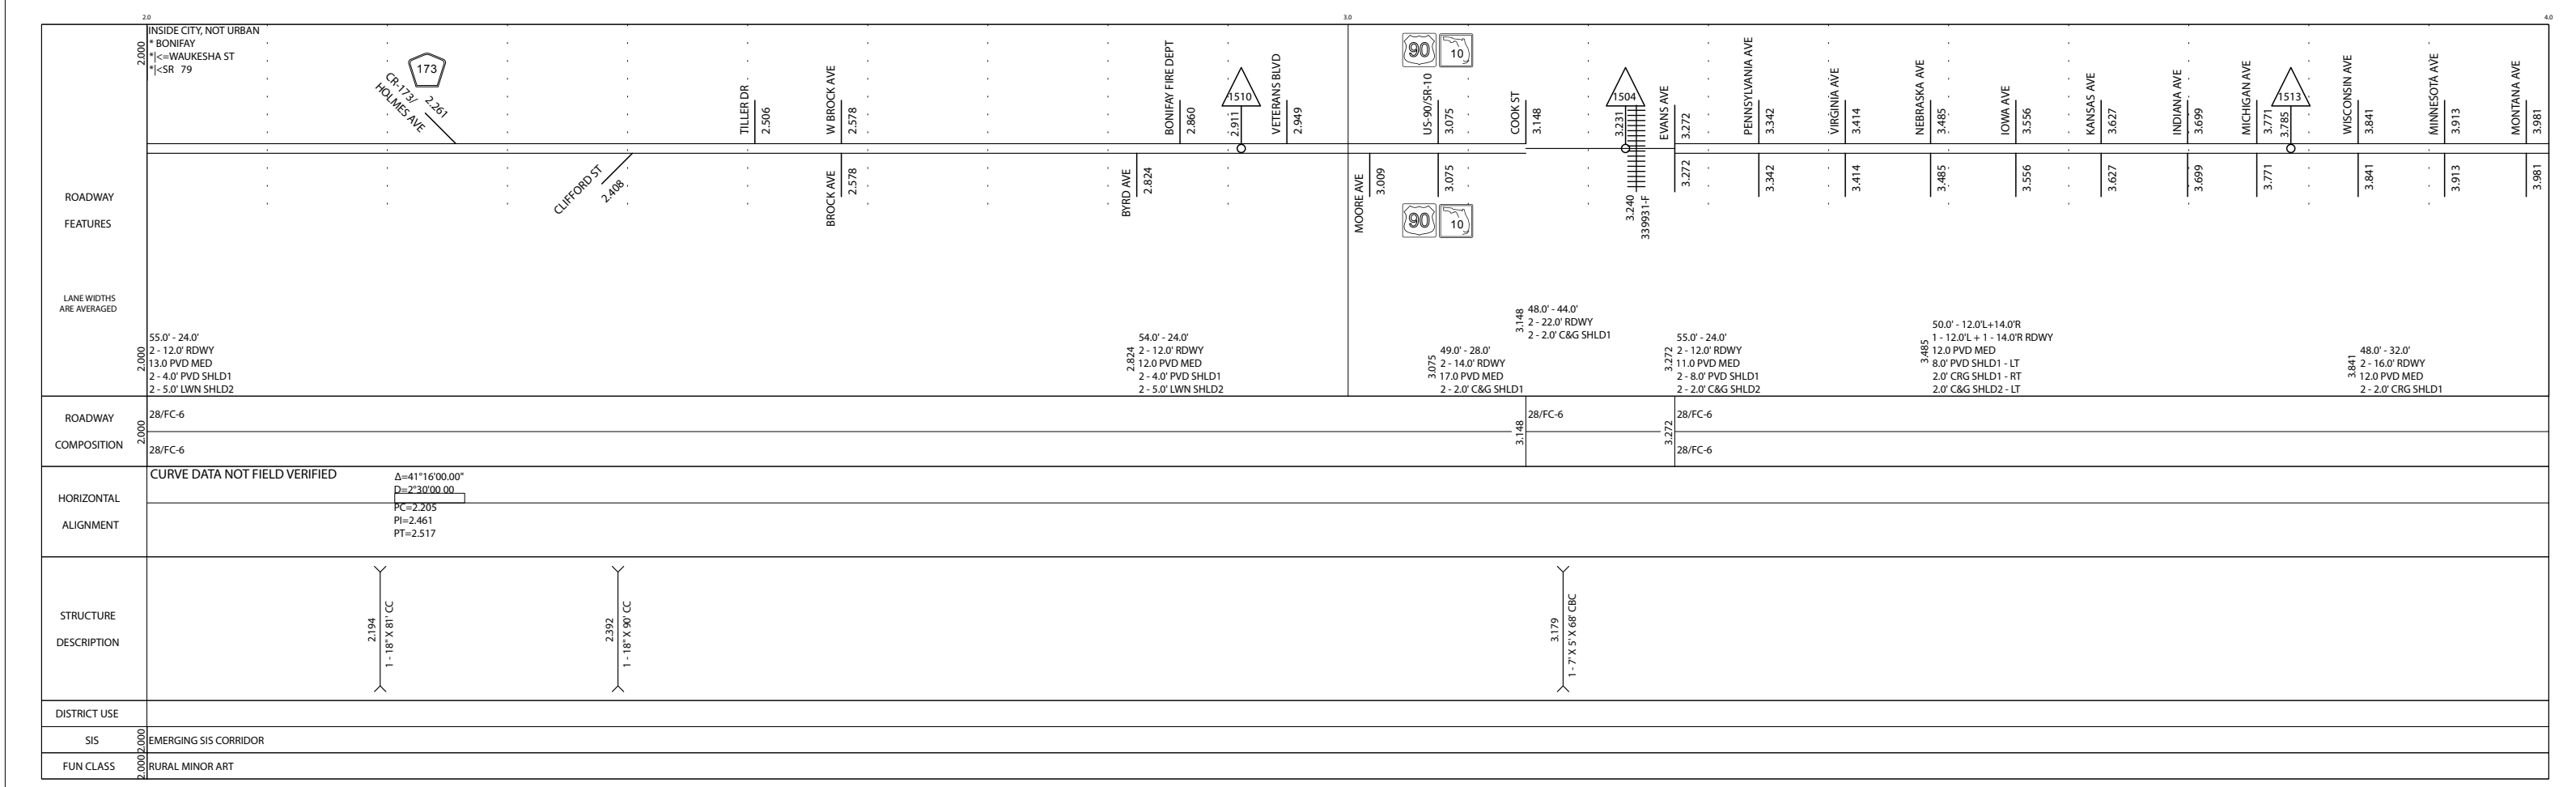 2.0
3.0
4.0
ROADWAY
FEATURES
LANE WIDTHS
ARE AVERAGED
2.000
INSIDE CITY, NOT URBAN
* BONIFAY
*|<=WAUKESHA ST
*|<SR 79
173
CR-173/
HOLMES AVE
2.261
CLIFFORD ST
2.408
TILLER DR
2.506
W BROCK AVE
2.578
BROCK AVE
2.578
BYRD AVE
2.824
BONIFAY FIRE DEPT
2.860
1510
2.911
VETERANS BLVD
2.949
MOORE AVE
3.009
90
10
US-90/SR-10
3.075
3.075
90
10
COOK ST
3.148
1504
3.231
3.240
339931-F
EVANS AVE
3.272
3.272
PENNSYLVANIA AVE
3.342
3.342
VIRGINIA AVE
3.414
3.414
NEBRASKA AVE
3.485
3.485
IOWA AVE
3.556
3.556
KANSAS AVE
3.627
3.627
INDIANA AVE
3.699
3.699
MICHIGAN AVE
3.771
3.771
1513
3.785
WISCONSIN AVE
3.841
3.841
MINNESOTA AVE
3.913
3.913
MONTANA AVE
3.981
3.981
2.000
55.0' - 24.0'
2 - 12.0' RDWY
13.0 PVD MED
2 - 4.0' PVD SHLD1
2 - 5.0' LWN SHLD2
2.824
54.0' - 24.0'
2 - 12.0' RDWY
12.0 PVD MED
2 - 4.0' PVD SHLD1
2 - 5.0' LWN SHLD2
3.075
49.0' - 28.0'
2 - 14.0' RDWY
17.0 PVD MED
2 - 2.0' C&G SHLD1
3.148
48.0' - 44.0'
2 - 22.0' RDWY
2 - 2.0' C&G SHLD1
3.272
55.0' - 24.0'
2 - 12.0' RDWY
11.0 PVD MED
2 - 8.0' PVD SHLD1
2 - 2.0' C&G SHLD2
3.485
50.0' - 12.0'L+14.0'R
1 - 12.0'L + 1 - 14.0'R RDWY
12.0 PVD MED
8.0' PVD SHLD1 - LT
2.0' CRG SHLD1 - RT
2.0' C&G SHLD2 - LT
3.841
48.0' - 32.0'
2 - 16.0' RDWY
12.0 PVD MED
2 - 2.0' CRG SHLD1
ROADWAY
COMPOSITION
2.000
28/FC-6
28/FC-6
3.148
28/FC-6
3.272
28/FC-6
28/FC-6
HORIZONTAL
ALIGNMENT
CURVE DATA NOT FIELD VERIFIED
Δ=41°16'00.00"
D=2°30'00 00
PC=2.205
PI=2.461
PT=2.517
STRUCTURE
DESCRIPTION
2.194
1 - 18" X 81' CC
2.392
1 - 18" X 90' CC
3.179
1 - 7' X 5' X 68' CBC
DISTRICT USE
SIS
2.000
EMERGING SIS CORRIDOR
FUN CLASS
2.000
RURAL MINOR ART